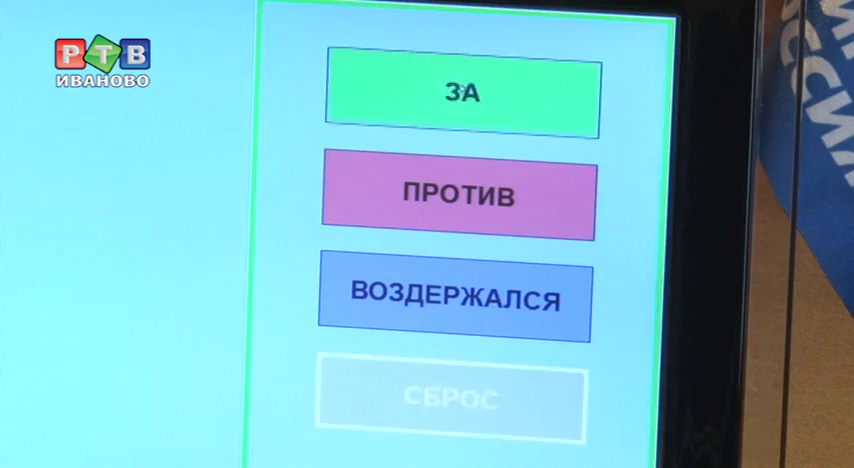 РТВ
ИВАНОВО
ЗА
ПРОТИВ
ВОЗДЕРЖАЛСЯ
СБРОС